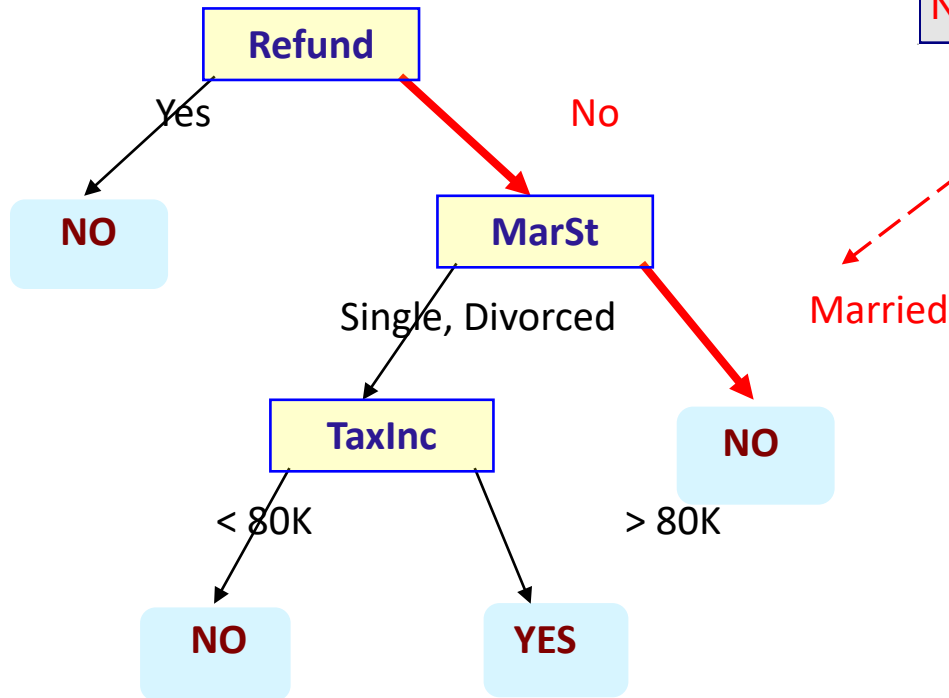 Refund
Yes
No
NO
MarSt
Single, Divorced
Married
TaxInc
NO
< 80K
> 80K
NO
YES